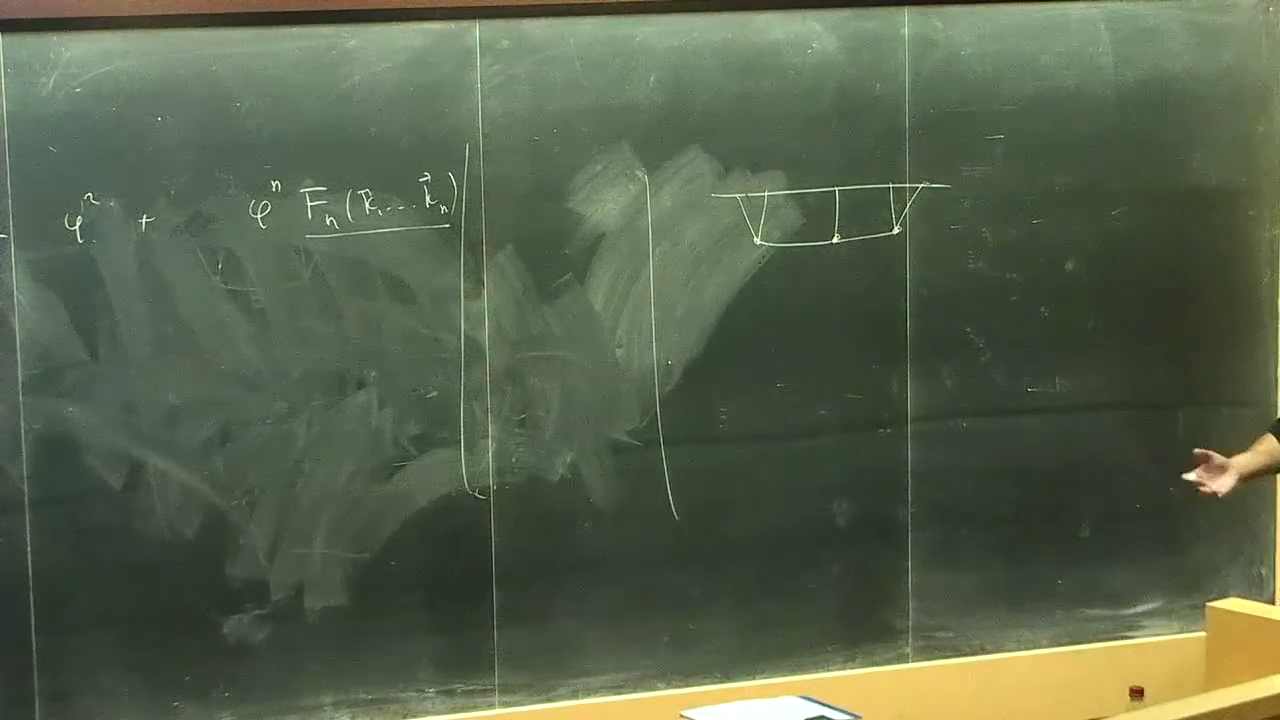 φ² + φⁿ Fₙ(k⃗₁ ... k⃗ₙ)